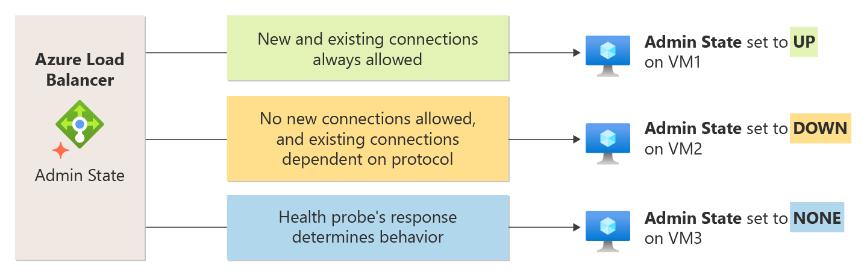 Azure Load
Balancer
Admin State
New and existing connections
always allowed
Admin State set to UP
on VM1
No new connections allowed,
and existing connections
dependent on protocol
Admin State set to DOWN
on VM2
Health probe's response
determines behavior
Admin State set to NONE
on VM3